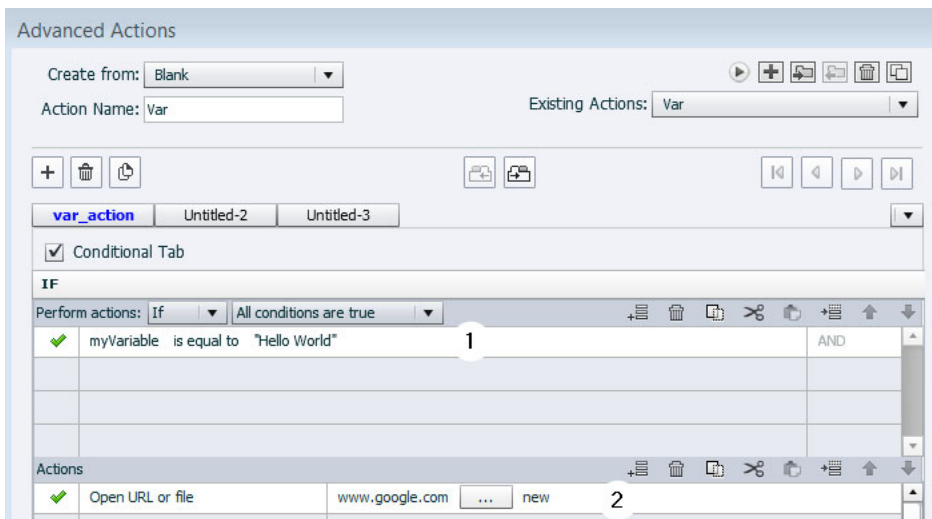 Advanced Actions
Create from: Blank
Action Name: Var
Existing Actions: Var
var_action Untitled-2 Untitled-3
Conditional Tab
IF
Perform actions: If All conditions are true
myVariable is equal to "Hello World" 1 AND
Actions
Open URL or file www.google.com ... new 2